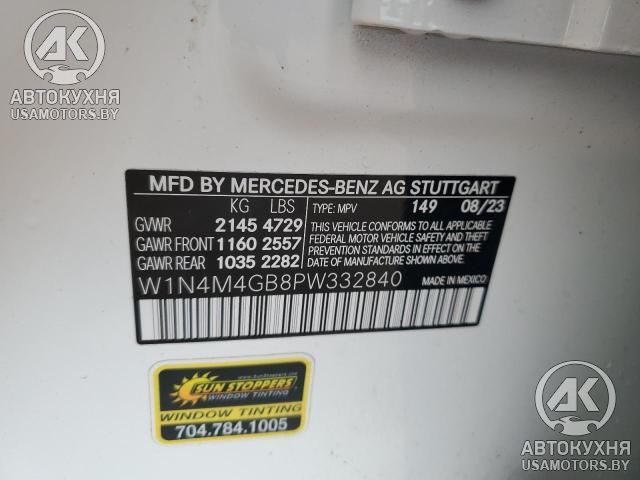 AK
АВТОКУХНЯ
USAMOTORS.BY
MFD BY MERCEDES-BENZ AG STUTTGART
KG LBS TYPE: MPV 149 08/23
GVWR 2145 4729
GAWR FRONT 1160 2557
GAWR REAR 1035 2282
THIS VEHICLE CONFORMS TO ALL APPLICABLE
FEDERAL MOTOR VEHICLE SAFETY AND THEFT
PREVENTION STANDARDS IN EFFECT ON THE DATE
OF MANUFACTURE SHOWN ABOVE.
W1N4M4GB8PW332840 MADE IN MEXICO
www.SunStoppers.com
SUN STOPPERS
WINDOW TINTING
WINDOW TINTING
704.784.1005
AK
АВТОКУХНЯ
USAMOTORS.BY